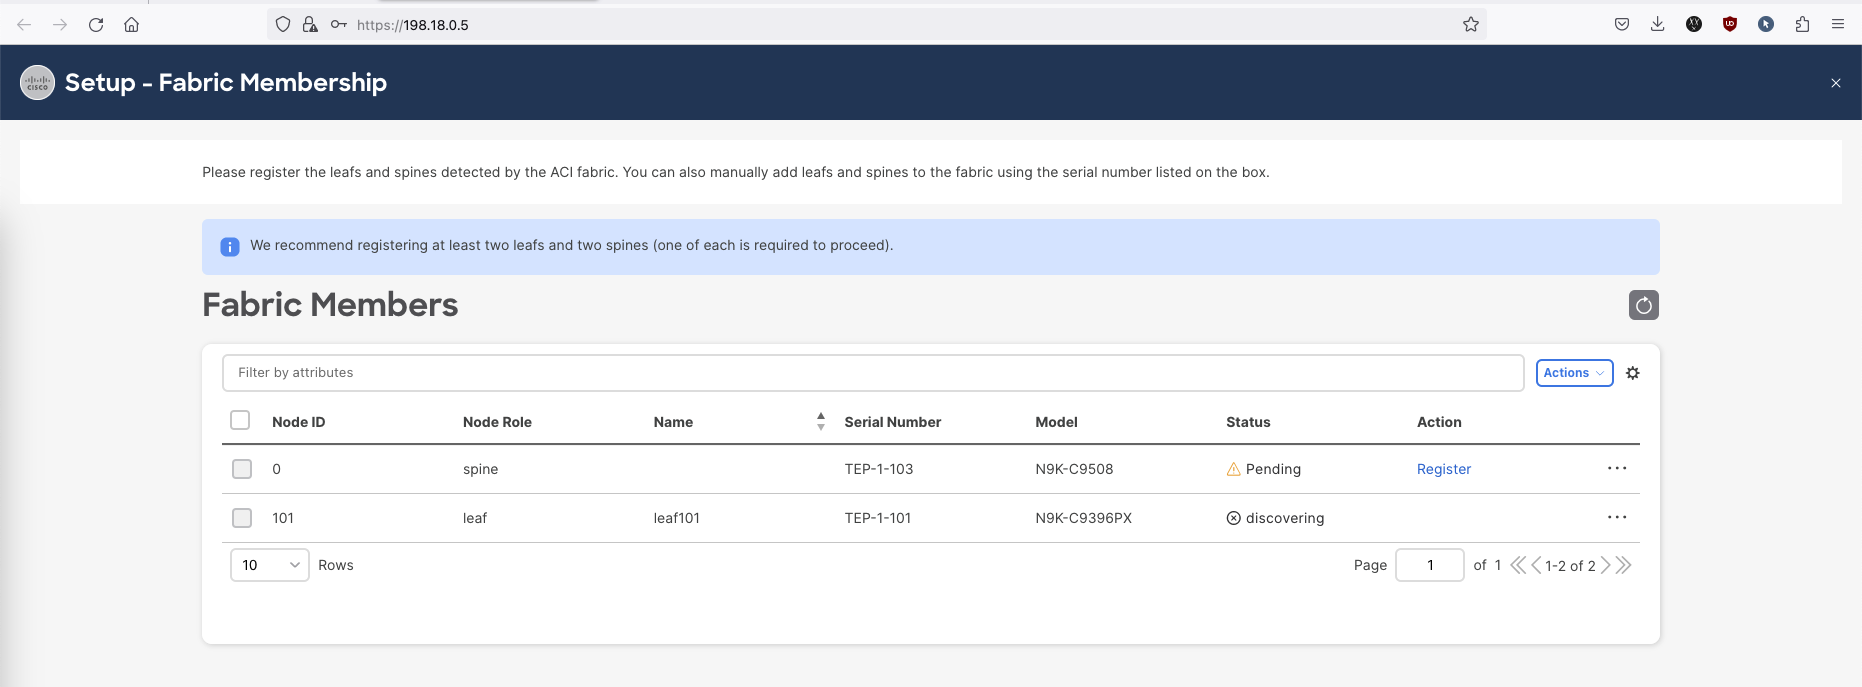 https://198.18.0.5
CISCO
Setup - Fabric Membership
Please register the leafs and spines detected by the ACI fabric. You can also manually add leafs and spines to the fabric using the serial number listed on the box.
We recommend registering at least two leafs and two spines (one of each is required to proceed).
Fabric Members
Filter by attributes
Actions
Node ID Node Role Name Serial Number Model Status Action
0 spine TEP-1-103 N9K-C9508 Pending Register
101 leaf leaf101 TEP-1-101 N9K-C9396PX discovering
10 Rows Page 1 of 1 1-2 of 2